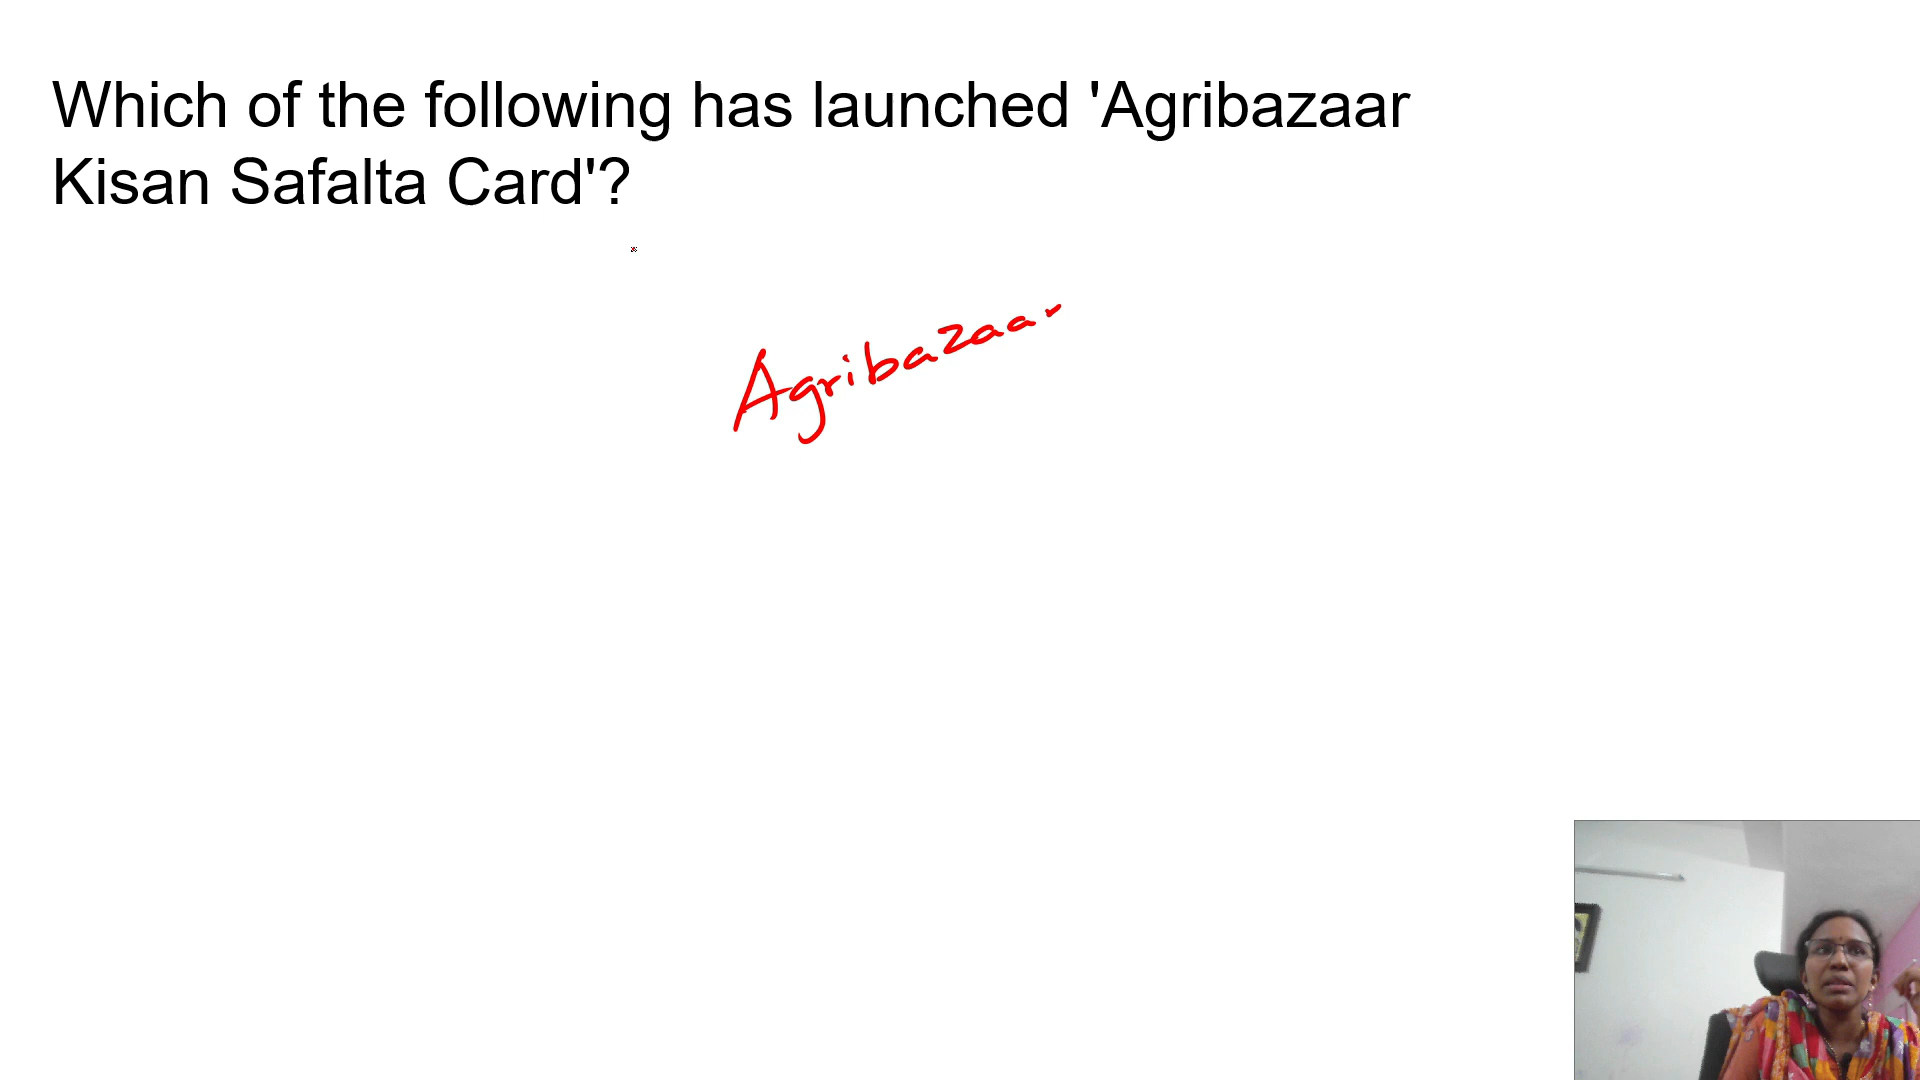 Which of the following has launched 'Agribazaar
Kisan Safalta Card'?
Agribazaar